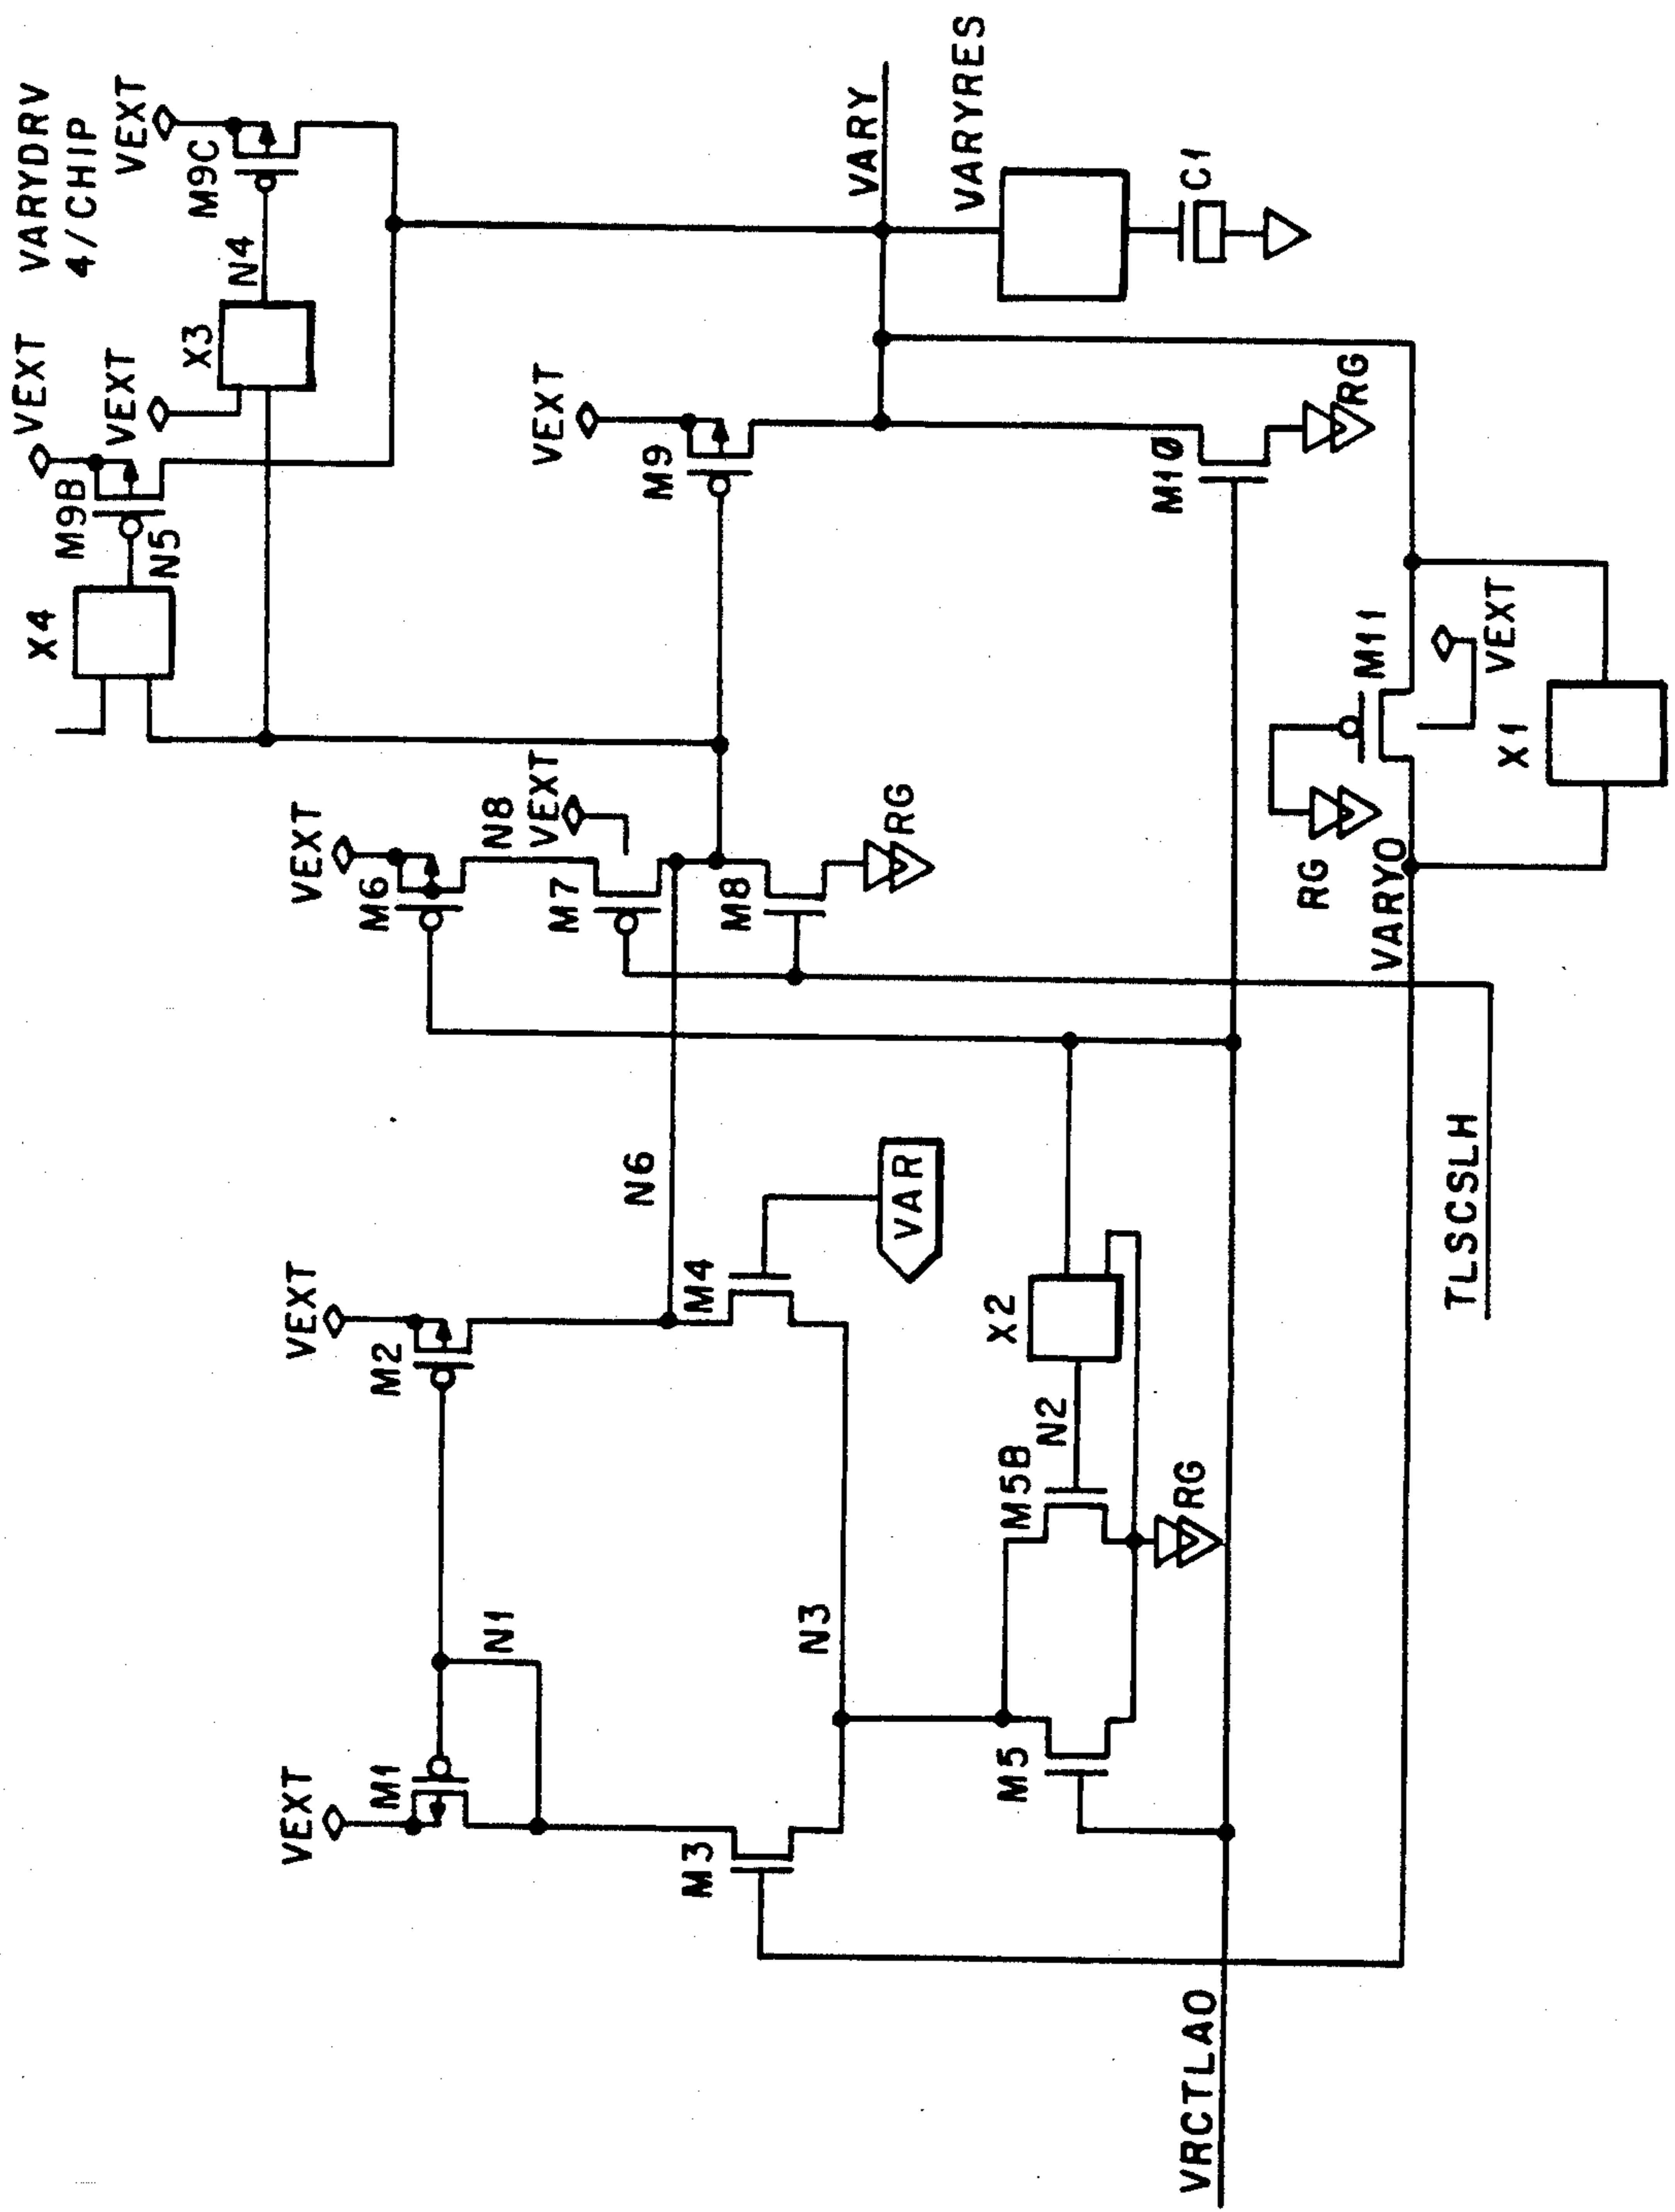 VARYDRV
4/CHIP
VEXT
M9C
N4
X3
VEXT
VEXT
M9B
N5
X4
VARY
VARYRES
C1
VEXT
M9
M10
RG
VEXT
M6
N8
VEXT
M7
M8
RG
M11
VEXT
X1
RG
VARYO
TLSCSLH
N6
VEXT
M2
M4
VAR
X2
N2
M5B
RG
N1
N3
VEXT
M1
M3
M5
VRCTLAO